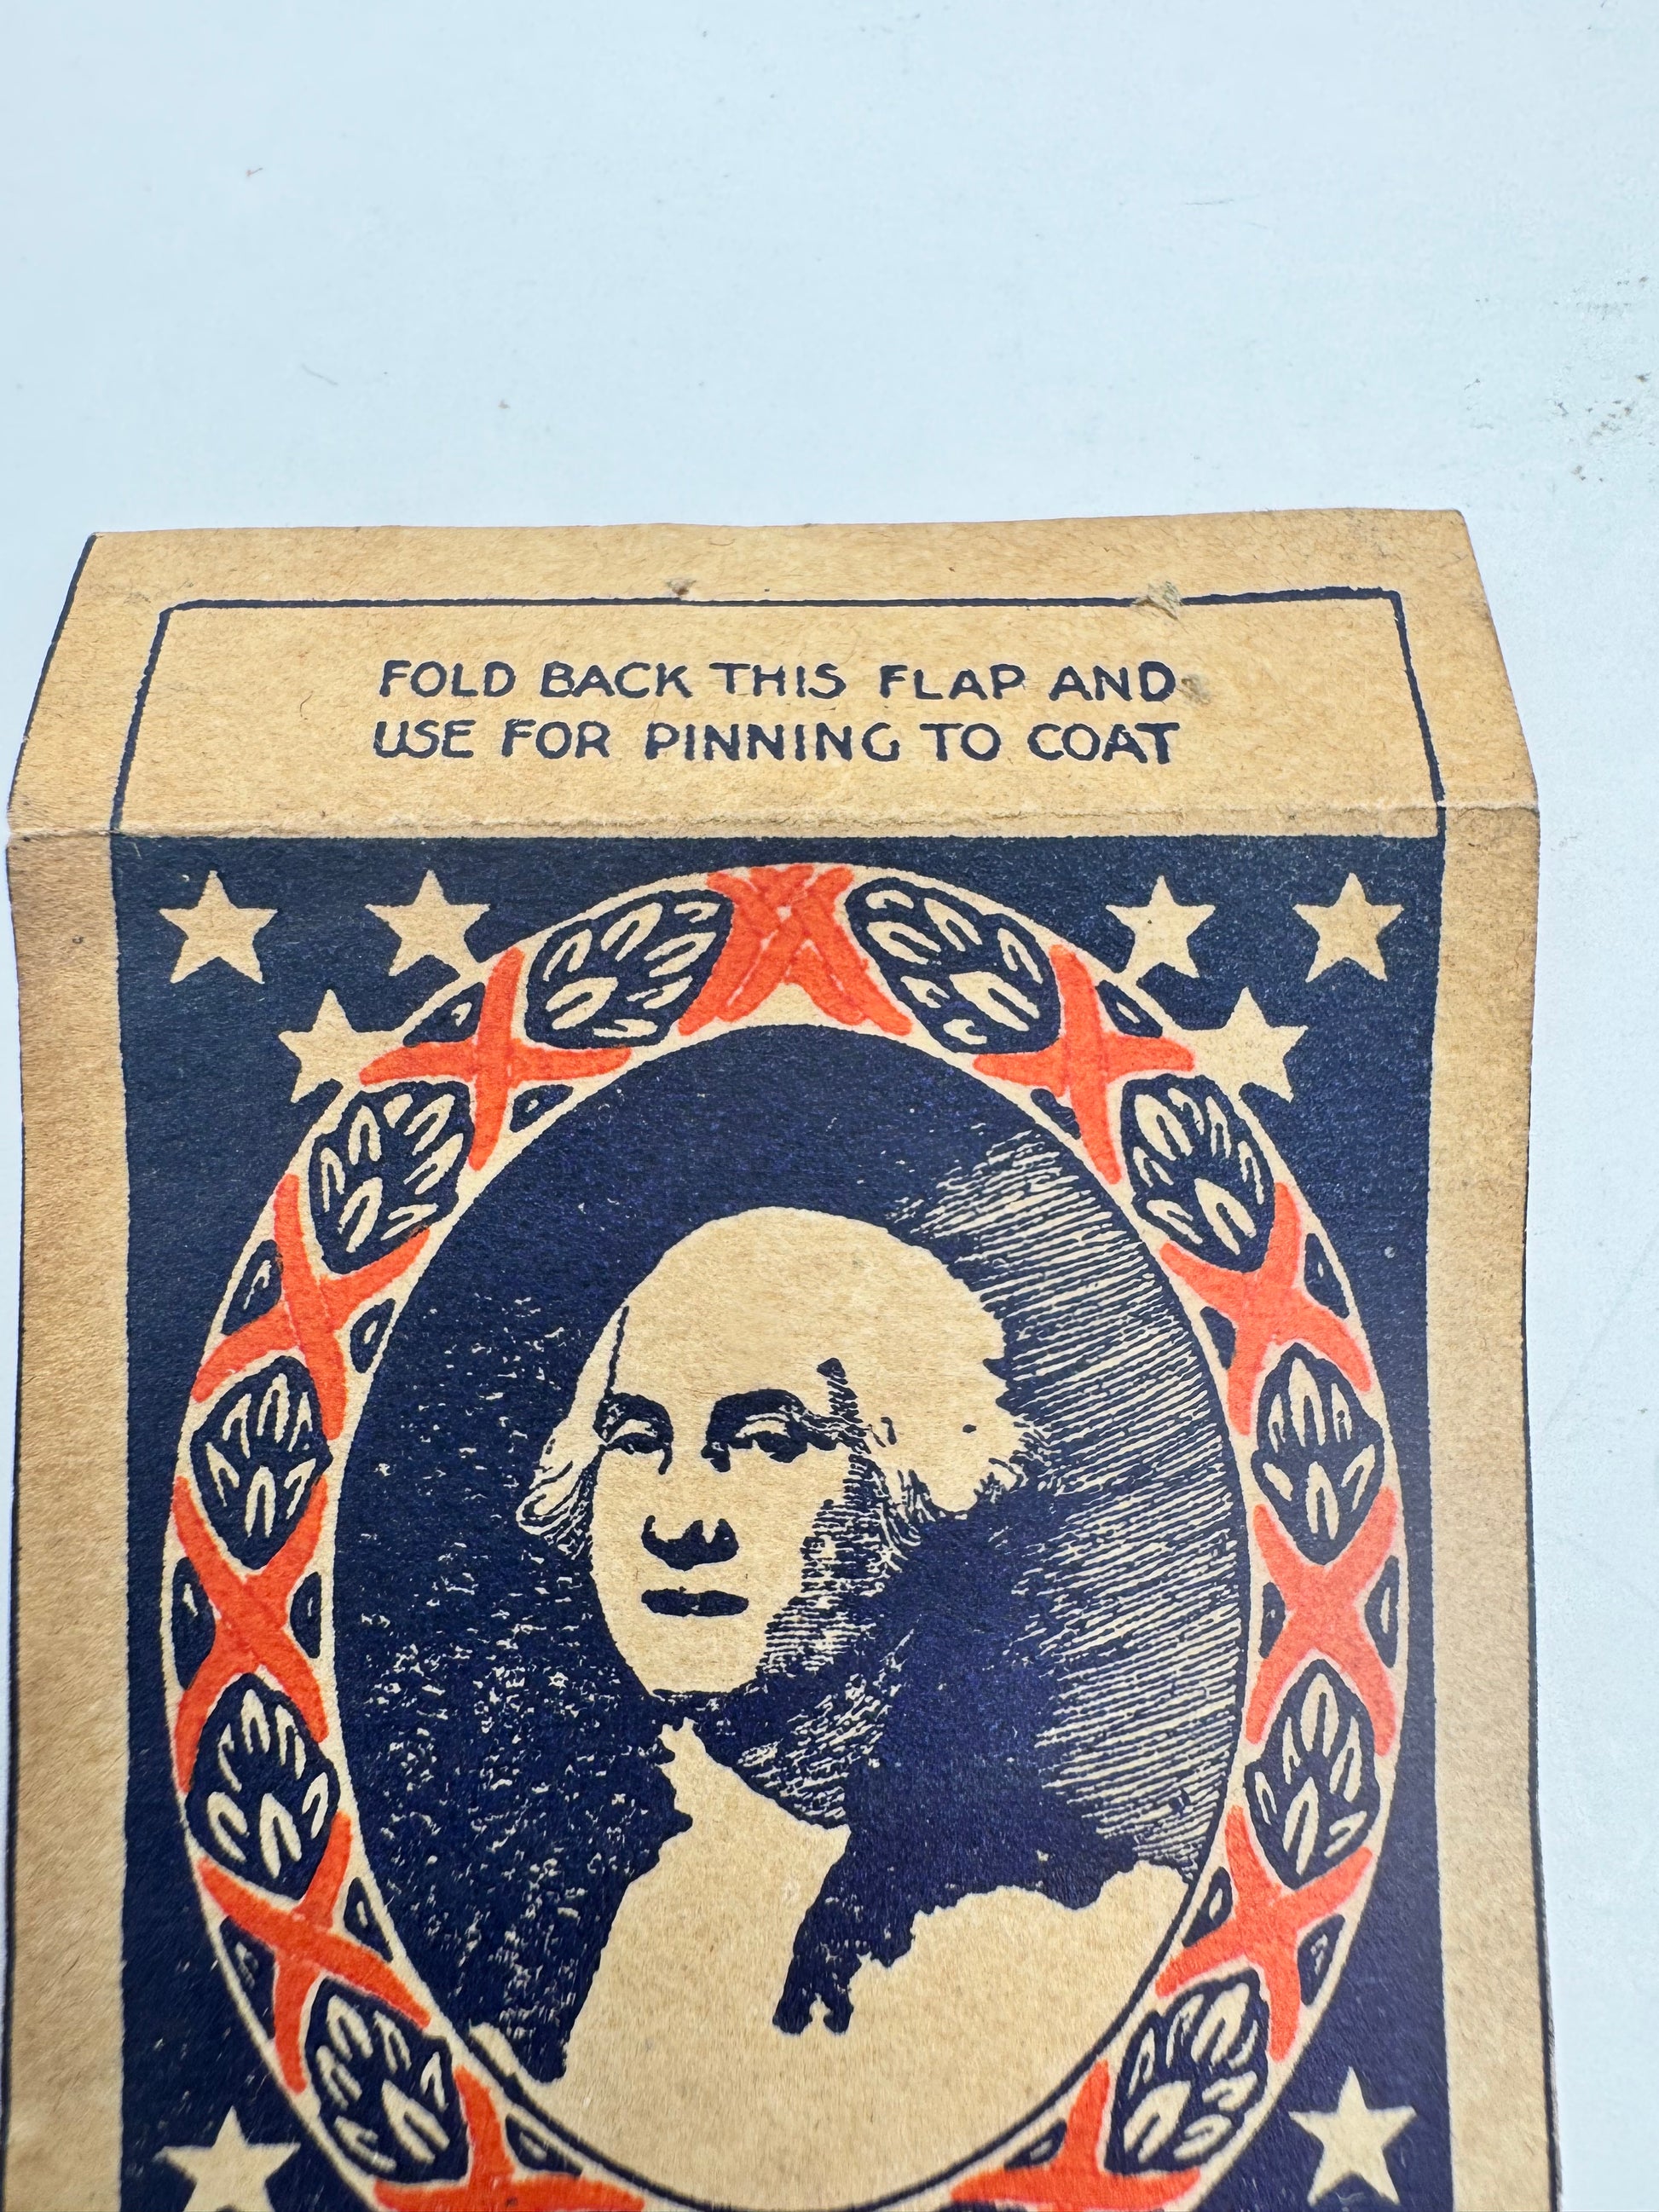 FOLD BACK THIS FLAP AND
USE FOR PINNING TO COAT